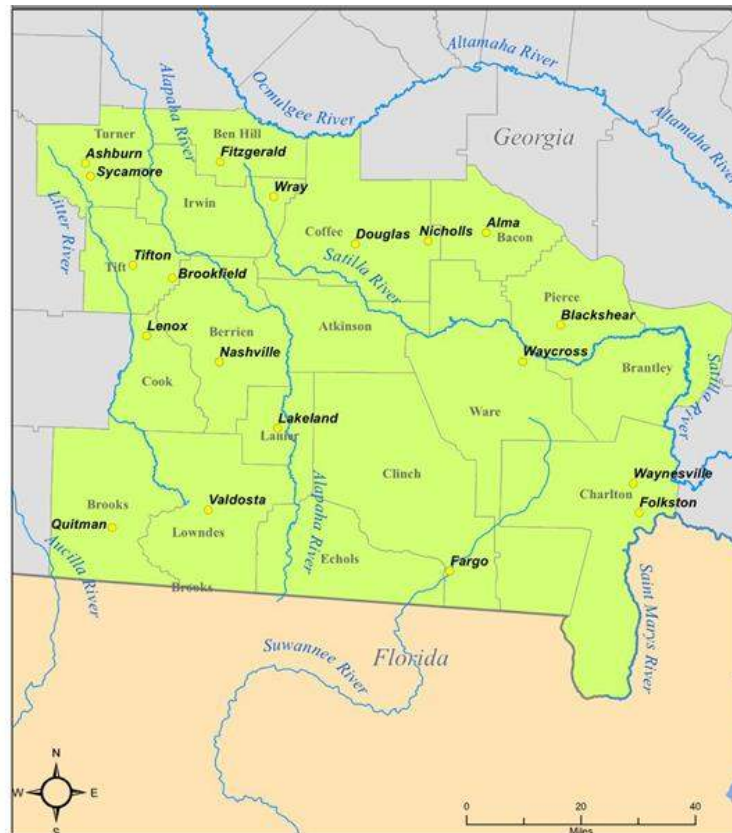 Altamaha River
Alapaha River
Ocmulgee River
Altamaha River
Georgia
Turner
Ben Hill
Ashburn
Fitzgerald
Sycamore
Wray
Irwin
Litter River
Coffee
Douglas
Nicholls
Alma
Bacon
Tifton
Tift
Satilla River
Brookfield
Pierce
Blackshear
Lenox
Berrien
Atkinson
Nashville
Waycross
Cook
Brantley
Satilla River
Ware
Lakeland
Lanier
Clinch
Waynesville
Charlton
Brooks
Valdosta
Folkston
Quitman
Lowndes
Alapaha River
Aucilla River
Echols
Fargo
Brooks
Saint Marys River
Suwannee River
Florida
N
W
E
S
0
20
40
Miles